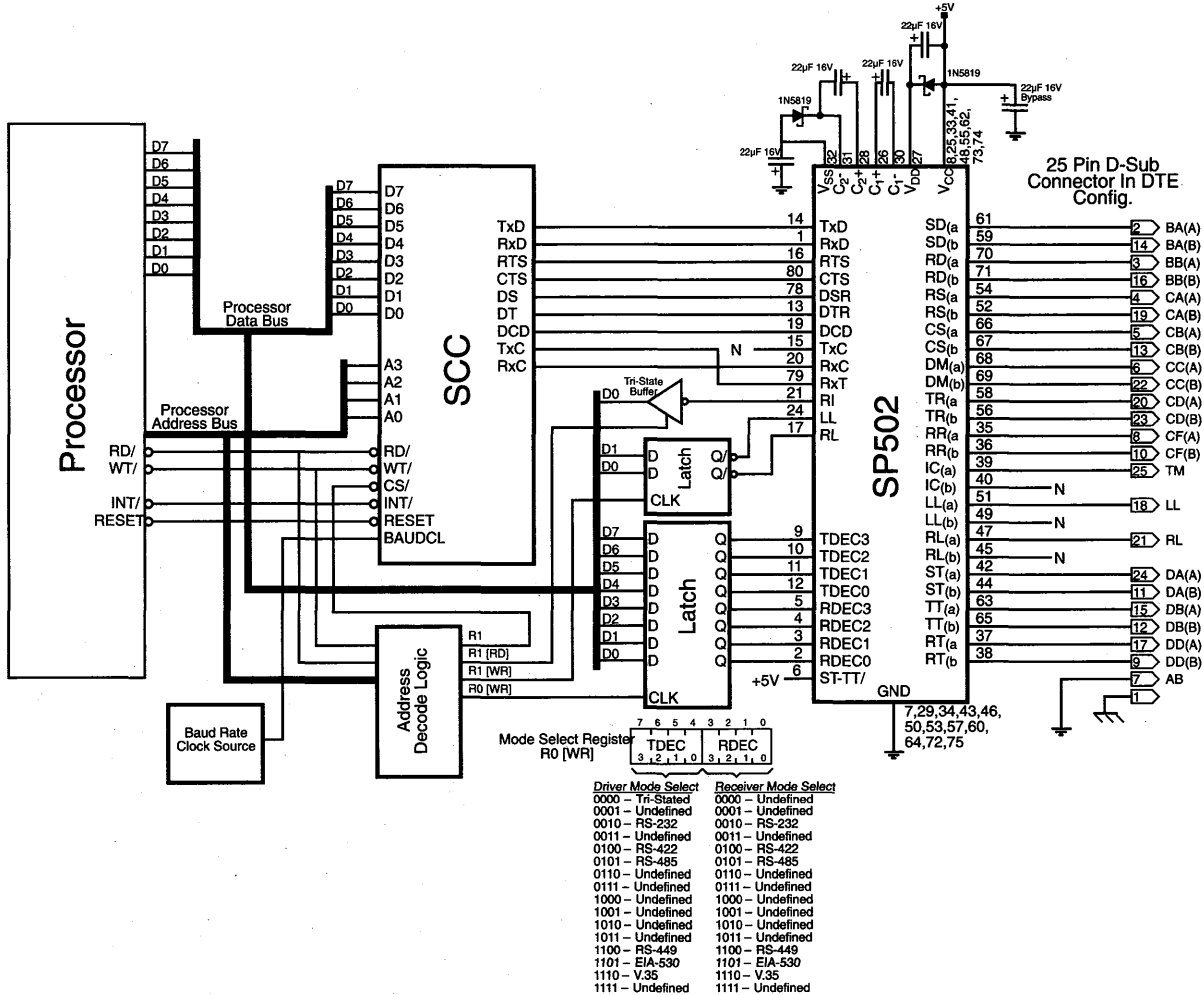 +5V
22µF 16V
22µF 16V
22µF 16V
1N5819
1N5819
22µF 16V
Bypass
22µF 16V
32
31
28
26
30
27
8,25,33,41,
48,55,62,
73,74
VSS
C2-
C2+
C1+
C1-
VDD
VCC
25 Pin D-Sub
Connector In DTE
Config.
Processor
D7
D6
D5
D4
D3
D2
D1
D0
Processor
Data Bus
Processor
Address Bus
RD/
WT/
INT/
RESET
D7
D6
D5
D4
D3
D2
D1
D0
SCC
D7
D6
D5
D4
D3
D2
D1
D0
A3
A2
A1
A0
RD/
WT/
CS/
INT/
RESET
BAUDCL
TxD
RxD
RTS
CTS
DS
DT
DCD
TxC
RxC
N
14 TxD
1 RxD
16 RTS
80 CTS
78 DSR
13 DTR
19 DCD
15 TxC
20 RxC
79 RxT
21 RI
24 LL
17 RL
9 TDEC3
10 TDEC2
11 TDEC1
12 TDEC0
5 RDEC3
4 RDEC2
3 RDEC1
2 RDEC0
+5V 6 ST-TT/
SP502
GND
7,29,34,43,46,
50,53,57,60,
64,72,75
SD(a 61 2 BA(A)
SD(b 59 14 BA(B)
RD(a 70 3 BB(A)
RD(b 71 16 BB(B)
RS(a 54 4 CA(A)
RS(b 52 19 CA(B)
CS(a 66 5 CB(A)
CS(b 67 13 CB(B)
DM(a) 68 6 CC(A)
DM(b) 69 22 CC(B)
TR(a 58 20 CD(A)
TR(b 56 23 CD(B)
RR(a 35 8 CF(A)
RR(b 36 10 CF(B)
IC(a) 39 25 TM
IC(b) 40 N
LL(a) 51 18 LL
LL(b) 49 N
RL(a) 47 21 RL
RL(b) 45 N
ST(a) 42 24 DA(A)
ST(b) 44 11 DA(B)
TT(a) 63 15 DB(A)
TT(b) 65 12 DB(B)
RT(a 37 17 DD(A)
RT(b 38 9 DD(B)
7 AB
1
Tri-State
Buffer
D0
D1
D0
D
D
Latch
Q/
Q/
CLK
D7
D6
D5
D4
D3
D2
D1
D0
D
D
D
D
D
D
D
D
Latch
Q
Q
Q
Q
Q
Q
Q
Q
CLK
Address
Decode Logic
R1
R1 [RD]
R1 [WR]
R0 [WR]
Baud Rate
Clock Source
Mode Select Register
R0 [WR]
7 6 5 4 3 2 1 0
TDEC RDEC
3 2 1 0 3 2 1 0
Driver Mode Select Receiver Mode Select
0000 – Tri-Stated 0000 – Undefined
0001 – Undefined 0001 – Undefined
0010 – RS-232 0010 – RS-232
0011 – Undefined 0011 – Undefined
0100 – RS-422 0100 – RS-422
0101 – RS-485 0101 – RS-485
0110 – Undefined 0110 – Undefined
0111 – Undefined 0111 – Undefined
1000 – Undefined 1000 – Undefined
1001 – Undefined 1001 – Undefined
1010 – Undefined 1010 – Undefined
1011 – Undefined 1011 – Undefined
1100 – RS-449 1100 – RS-449
1101 – EIA-530 1101 – EIA-530
1110 – V.35 1110 – V.35
1111 – Undefined 1111 – Undefined